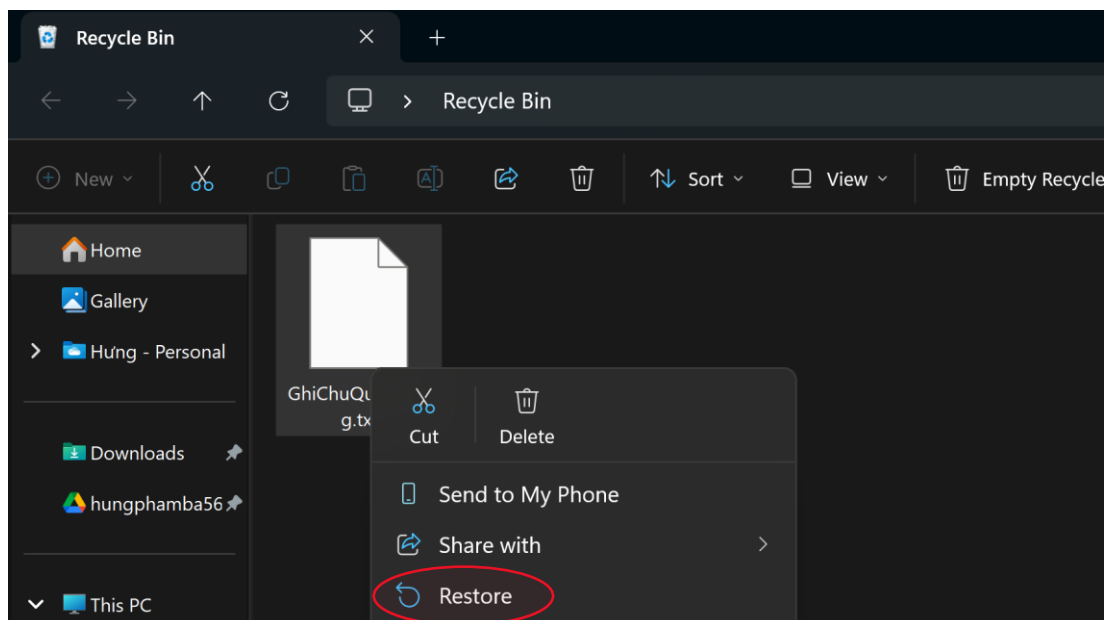 Recycle Bin
Recycle Bin
New
Sort
View
Empty Recycle
Home
Gallery
Hưng - Personal
Downloads
hungphamba56
This PC
GhiChuQu
g.tx
Cut
Delete
Send to My Phone
Share with
Restore